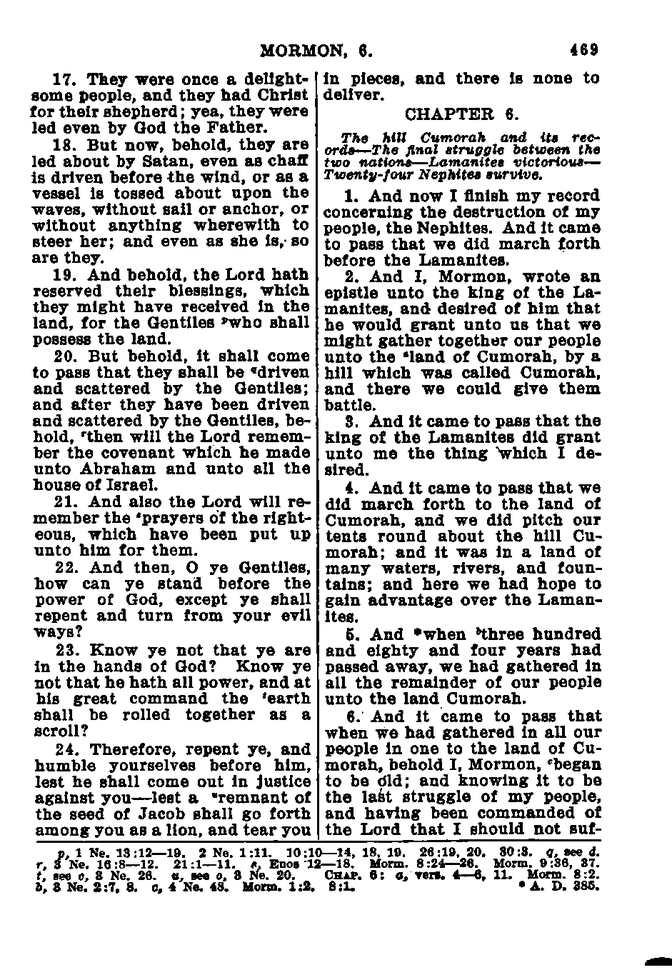 MORMON, 6.
469
17. They were once a delight-
some people, and they had Christ
for their shepherd; yea, they were
led even by God the Father.
18. But now, behold, they are
led about by Satan, even as chaff
is driven before the wind, or as a
vessel is tossed about upon the
waves, without sail or anchor, or
without anything wherewith to
steer her; and even as she is, so
are they.
19. And behold, the Lord hath
reserved their blessings, which
they might have received in the
land, for the Gentiles ᵖwho shall
possess the land.
20. But behold, it shall come
to pass that they shall be qdriven
and scattered by the Gentiles;
and after they have been driven
and scattered by the Gentiles, be-
hold, ʳthen will the Lord remem-
ber the covenant which he made
unto Abraham and unto all the
house of Israel.
21. And also the Lord will re-
member the ˢprayers of the right-
eous, which have been put up
unto him for them.
22. And then, O ye Gentiles,
how can ye stand before the
power of God, except ye shall
repent and turn from your evil
ways?
23. Know ye not that ye are
in the hands of God? Know ye
not that he hath all power, and at
his great command the ᵗearth
shall be rolled together as a
scroll?
24. Therefore, repent ye, and
humble yourselves before him,
lest he shall come out in justice
against you—lest a ᵘremnant of
the seed of Jacob shall go forth
among you as a lion, and tear you
in pieces, and there is none to
deliver.
CHAPTER 6.
The hill Cumorah and its rec-
ords—The final struggle between the
two nations—Lamanites victorious—
Twenty-four Nephites survive.
1. And now I finish my record
concerning the destruction of my
people, the Nephites. And it came
to pass that we did march forth
before the Lamanites.
2. And I, Mormon, wrote an
epistle unto the king of the La-
manites, and desired of him that
he would grant unto us that we
might gather together our people
unto the ᵃland of Cumorah, by a
hill which was called Cumorah,
and there we could give them
battle.
3. And it came to pass that the
king of the Lamanites did grant
unto me the thing which I de-
sired.
4. And it came to pass that we
did march forth to the land of
Cumorah, and we did pitch our
tents round about the hill Cu-
morah; and it was in a land of
many waters, rivers, and foun-
tains; and here we had hope to
gain advantage over the Laman-
ites.
5. And *when ᵇthree hundred
and eighty and four years had
passed away, we had gathered in
all the remainder of our people
unto the land Cumorah.
6. And it came to pass that
when we had gathered in all our
people in one to the land of Cu-
morah, behold I, Mormon, ᶜbegan
to be old; and knowing it to be
the last struggle of my people,
and having been commanded of
the Lord that I should not suf-
p, 1 Ne. 13:12—19. 2 Ne. 1:11. 10:10—14, 18, 19. 26:19, 20. 30:3. q, see d.
r, 3 Ne. 16:8—12. 21:1—11. s, Enos 12—18. Morm. 8:24—26. Morm. 9:36, 37.
t, see o, 3 Ne. 26. u, see o, 3 Ne. 20. CHAP. 6: a, vers. 4—6, 11. Morm. 8:2.
b, 3 Ne. 2:7, 8. c, 4 Ne. 48. Morm. 1:2. 8:1. * A. D. 385.